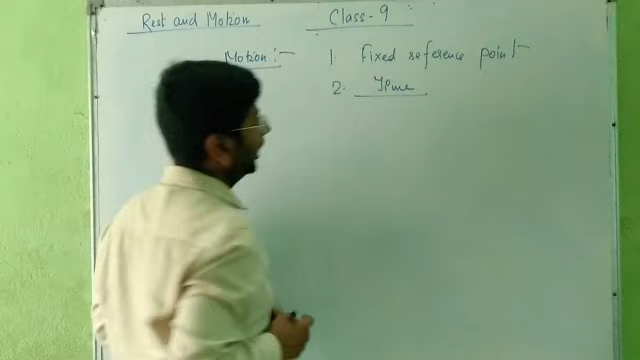 Rest and Motion Class-9
Motion :- 1. Fixed reference point-
2. Time